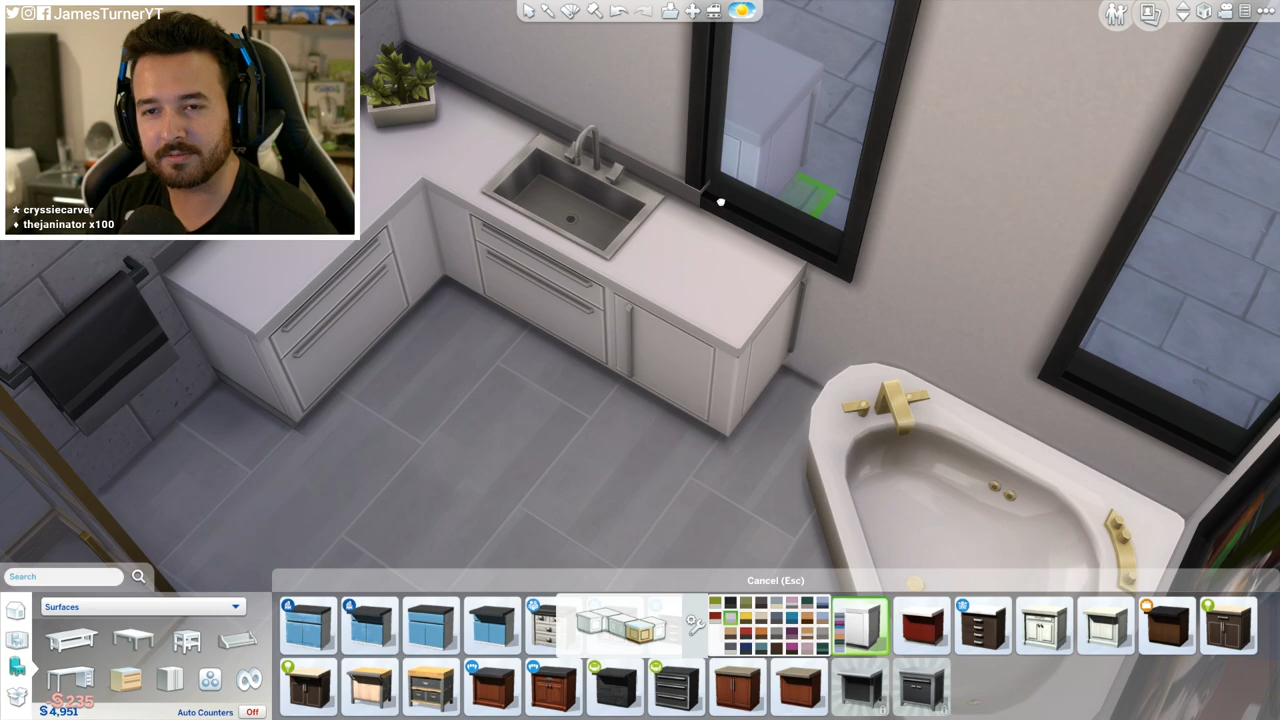 JamesTurnerYT
cryssiecarver
thejaninator x100
Cancel (Esc)
Search
Surfaces
§235
§4,951
Auto Counters
Off